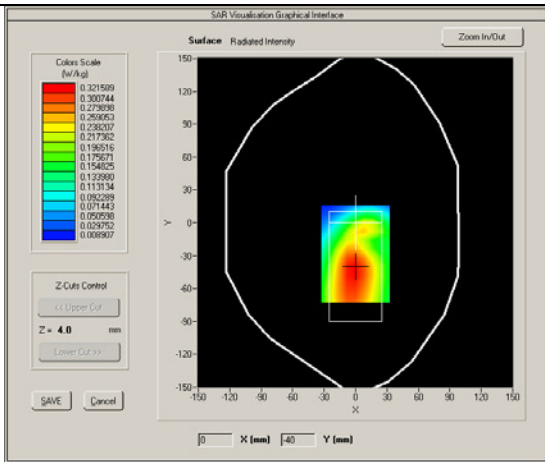 SAR Visualisation Graphical Interface
Surface Radiated Intensity
Zoom In/Out
Colors Scale
(W/kg)
0.321589
0.300744
0.279898
0.259053
0.238207
0.217362
0.196516
0.175671
0.154825
0.133980
0.113134
0.092289
0.071443
0.050598
0.029752
0.008907
Z-Cuts Control
<< Upper Cut
Z = 4.0 mm
Lower Cut >>
SAVE Cancel
150
120
90
60
30
0
-30
-60
-90
-120
-150
Y
-150 -120 -90 -60 -30 0 30 60 90 120 150
X
0 X (mm) -40 Y (mm)